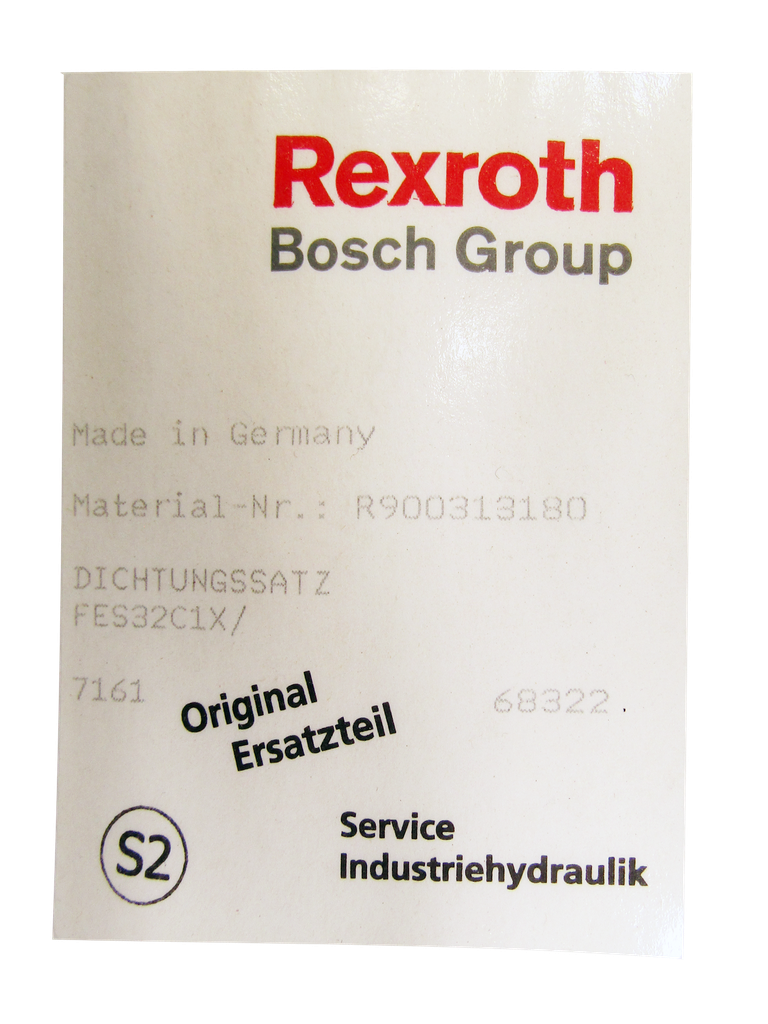 Rexroth
Bosch Group
Made in Germany
Material-Nr.: R900313180
DICHTUNGSSATZ
FES32C1X/
7161
68322
Original
Ersatzteil
S2
Service
Industriehydraulik